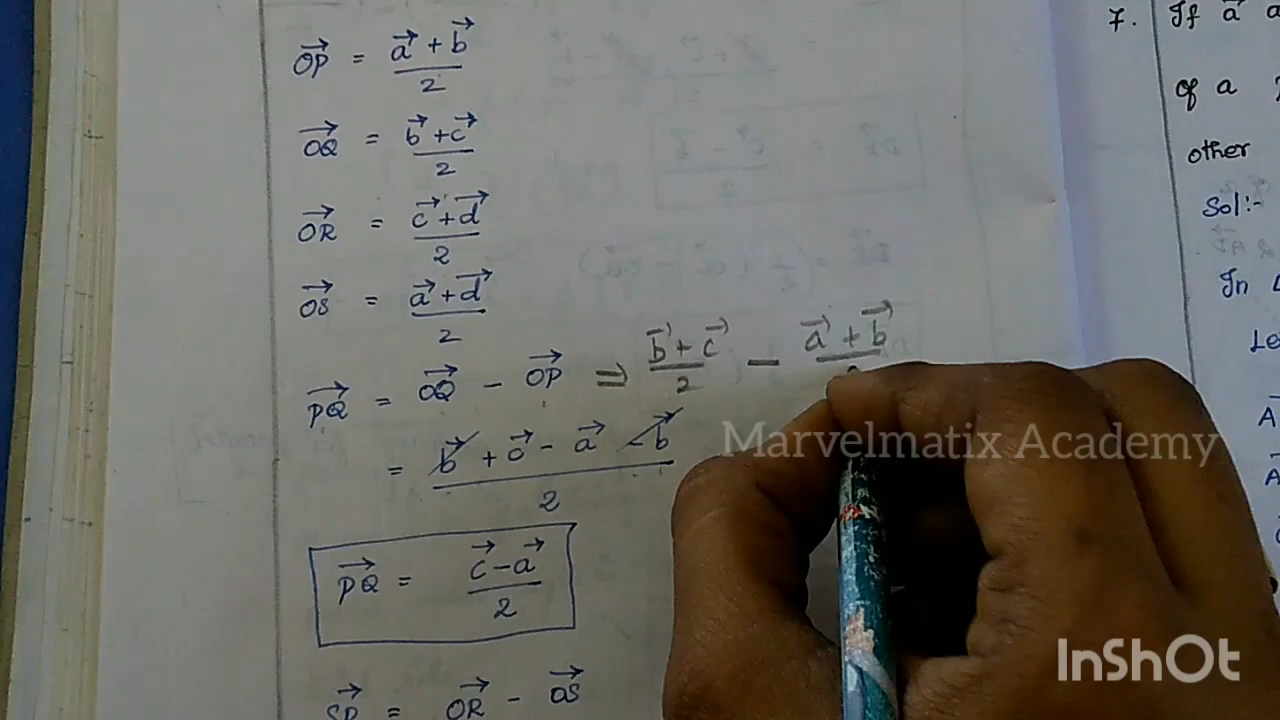 OP⃗ = (a⃗ + b⃗)/2
OQ⃗ = (b⃗ + c⃗)/2
OR⃗ = (c⃗ + d⃗)/2
OS⃗ = (a⃗ + d⃗)/2
PQ⃗ = OQ⃗ - OP⃗ ⇒ (b⃗ + c⃗)/2 - (a⃗ + b⃗)/2
= (b⃗ + c⃗ - a⃗ - b⃗)/2
PQ⃗ = (c⃗ - a⃗)/2
SR⃗ = OR⃗ - OS⃗
7. If a⃗ a
of a
other
Sol:-
In
Le
A
A
Marvelmatix Academy
InShOt